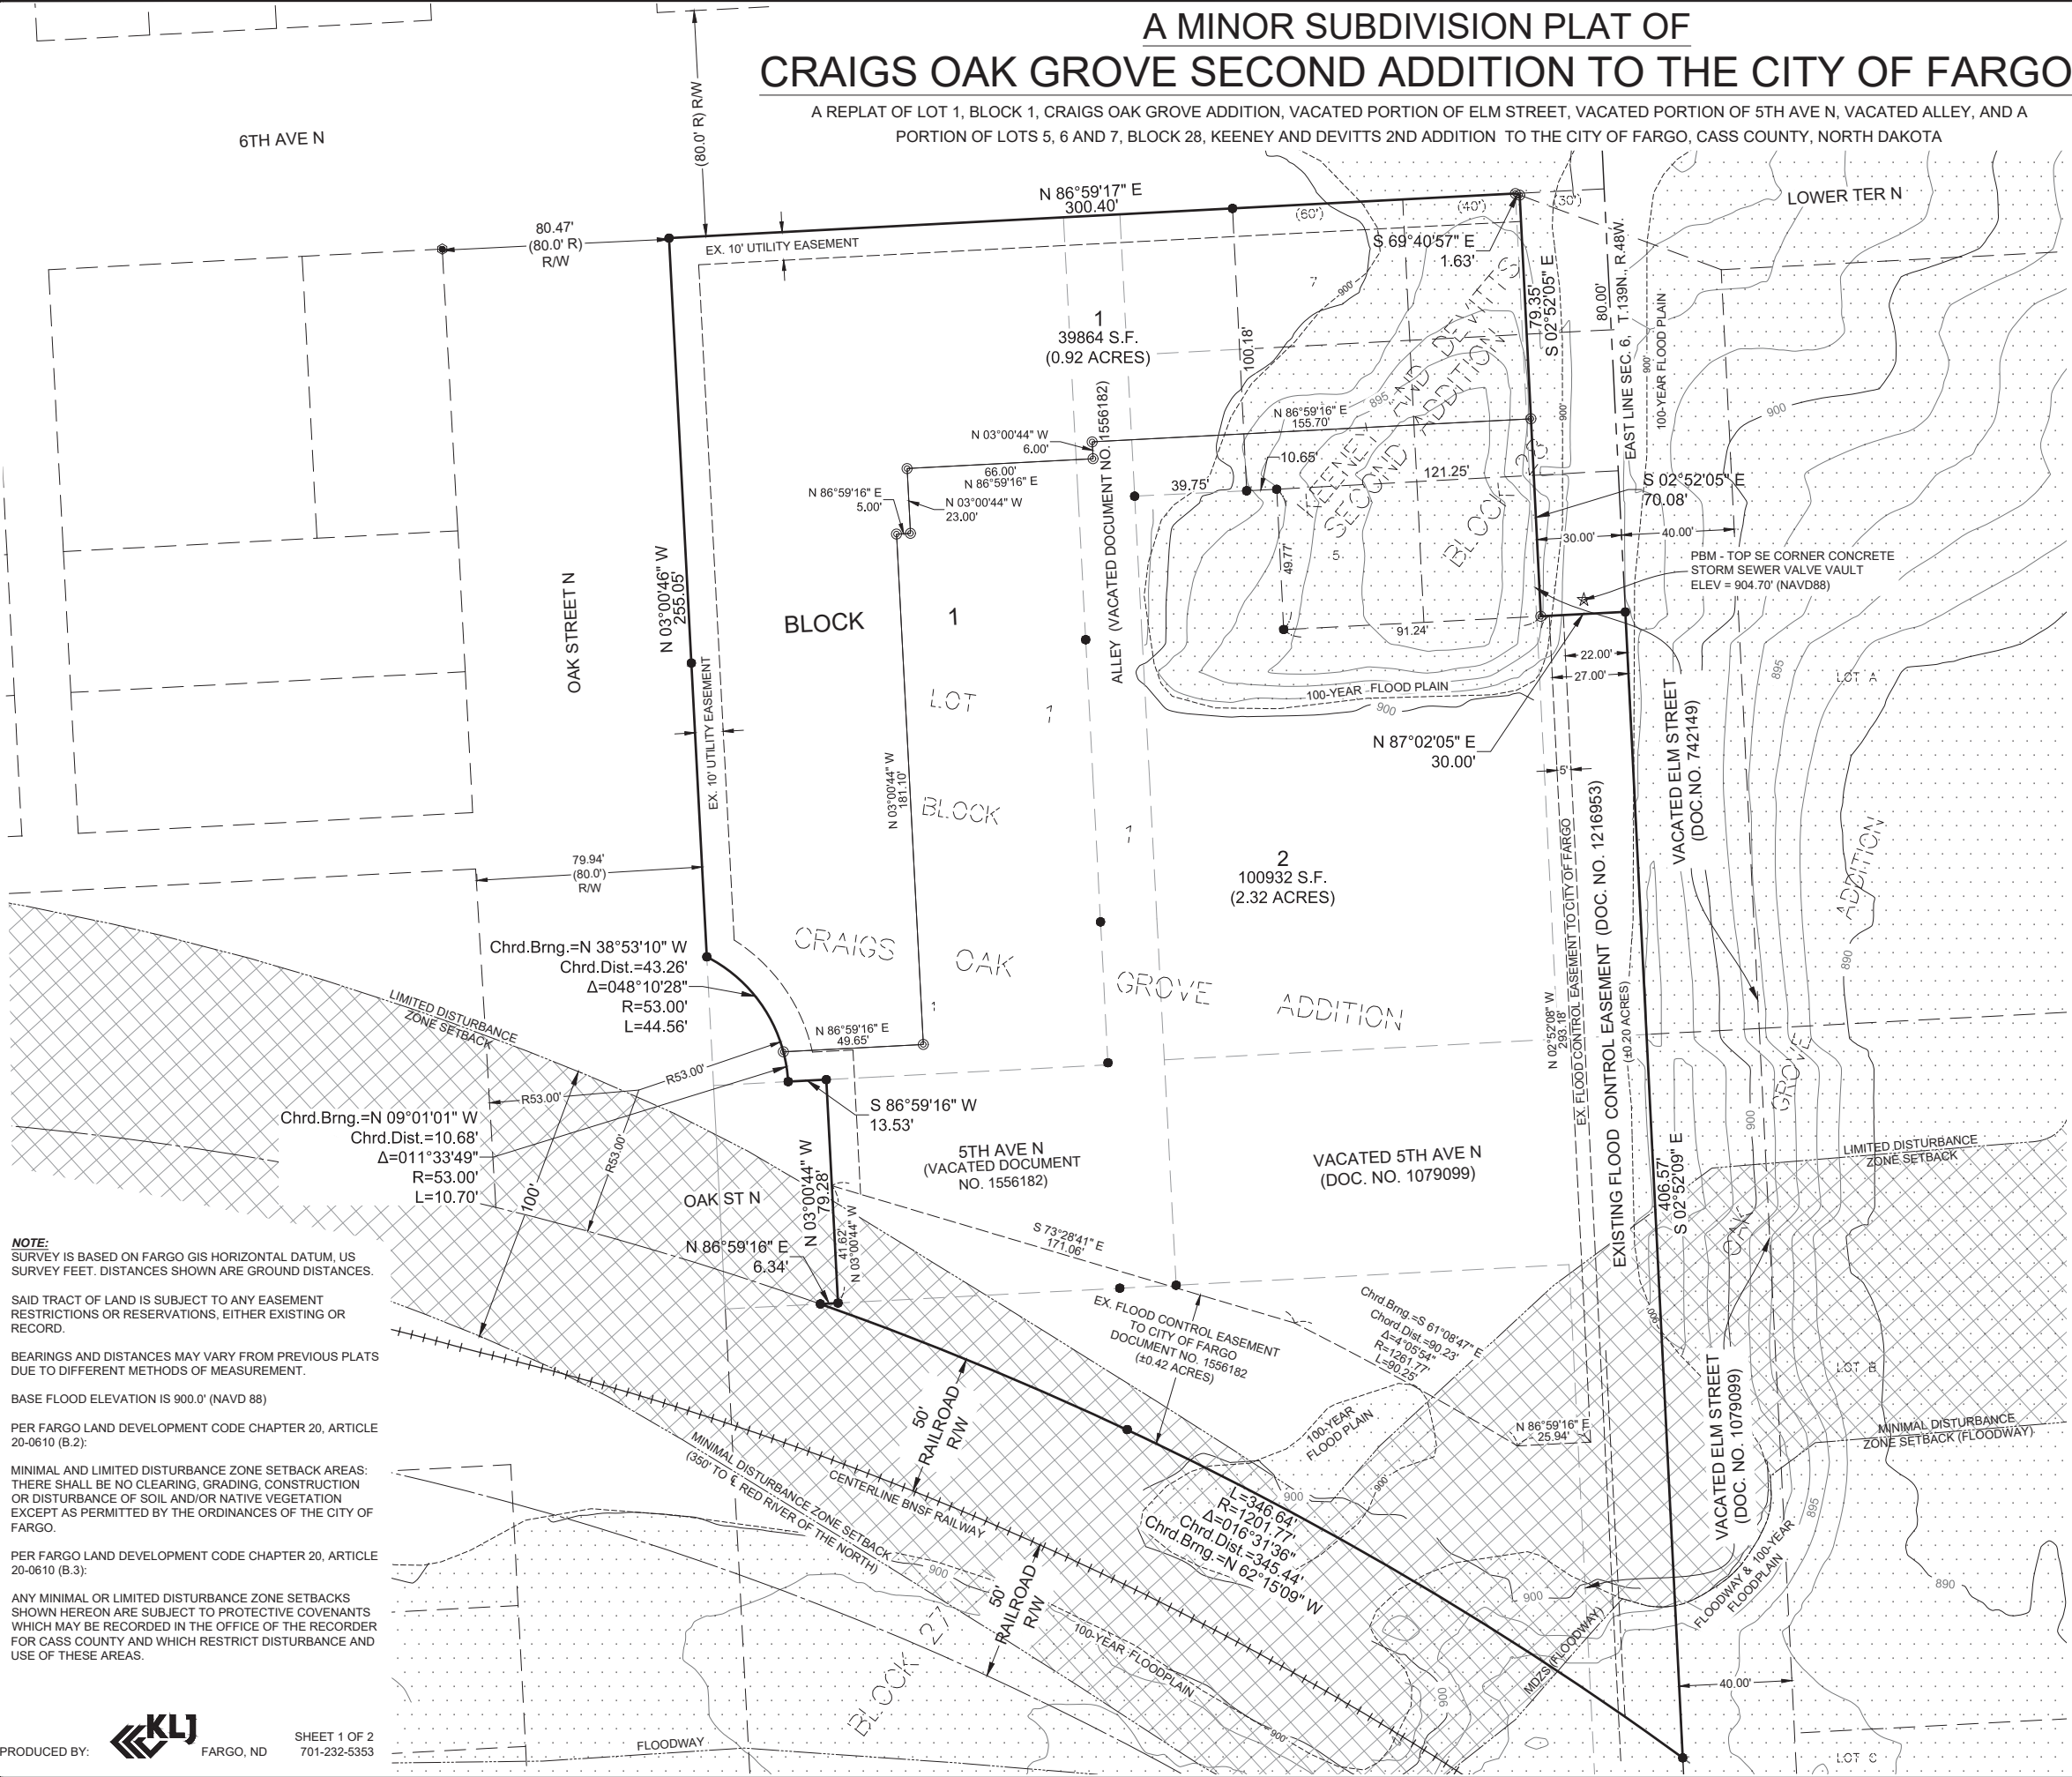 A MINOR SUBDIVISION PLAT OF
CRAIGS OAK GROVE SECOND ADDITION TO THE CITY OF FARGO
A REPLAT OF LOT 1, BLOCK 1, CRAIGS OAK GROVE ADDITION, VACATED PORTION OF ELM STREET, VACATED PORTION OF 5TH AVE N, VACATED ALLEY, AND A
PORTION OF LOTS 5, 6 AND 7, BLOCK 28, KEENEY AND DEVITTS 2ND ADDITION TO THE CITY OF FARGO, CASS COUNTY, NORTH DAKOTA
6TH AVE N
(80.0' R) R/W
80.47'
(80.0' R)
R/W
N 86°59'17" E
300.40'
EX. 10' UTILITY EASEMENT
(60')
(40')
(30')
LOWER TER N
S 69°40'57" E
1.63'
79.35'
S 02°52'05" E
80.00'
EAST LINE SEC. 6, T.139N., R.48W.
900'
100-YEAR FLOOD PLAIN
900
7
900'
1
39864 S.F.
(0.92 ACRES)
100.18'
895
KEENEY AND DEVITTS
SECOND ADDITION
BLOCK 28
900'
N 86°59'16" E
155.70'
N 03°00'44" W
6.00'
66.00'
N 86°59'16" E
N 86°59'16" E
5.00'
N 03°00'44" W
23.00'
ALLEY (VACATED DOCUMENT NO. 1556182)
39.75'
10.65'
121.25'
49.77'
5
91.24'
S 02°52'05" E
70.08'
30.00'
40.00'
PBM - TOP SE CORNER CONCRETE
STORM SEWER VALVE VAULT
ELEV = 904.70' (NAVD88)
22.00'
27.00'
100-YEAR FLOOD PLAIN
900
N 87°02'05" E
30.00'
5'
OAK STREET N
N 03°00'46" W
255.05'
EX. 10' UTILITY EASEMENT
BLOCK 1
LOT 1
BLOCK 1
N 03°00'44" W
181.10'
2
100932 S.F.
(2.32 ACRES)
VACATED ELM STREET
(DOC.NO. 742149)
895
LOT A
79.94'
(80.0')
R/W
CRAIGS OAK GROVE ADDITION
1
Chrd.Brng.=N 38°53'10" W
Chrd.Dist.=43.26'
Δ=048°10'28"
R=53.00'
L=44.56'
N 86°59'16" E
49.65'
N 02°52'08" W
293.18'
EX. FLOOD CONTROL EASEMENT TO CITY OF FARGO
EXISTING FLOOD CONTROL EASEMENT (DOC. NO. 1216953)
(±0.20 ACRES)
OAK GROVE ADDITION
890
900
LIMITED DISTURBANCE
ZONE SETBACK
R53.00'
R53.00'
R53.00'
100'
Chrd.Brng.=N 09°01'01" W
Chrd.Dist.=10.68'
Δ=011°33'49"
R=53.00'
L=10.70'
S 86°59'16" W
13.53'
5TH AVE N
(VACATED DOCUMENT
NO. 1556182)
VACATED 5TH AVE N
(DOC. NO. 1079099)
406.57'
S 02°52'09" E
LIMITED DISTURBANCE
ZONE SETBACK
OAK ST N
N 03°00'44" W
79.28'
41.62'
N 03°00'44" W
N 86°59'16" E
6.34'
S 73°28'41" E
171.06'
900'
EX. FLOOD CONTROL EASEMENT
TO CITY OF FARGO
DOCUMENT NO. 1556182
(±0.42 ACRES)
Chrd.Brng.=S 61°08'47" E
Chord.Dist.=90.23'
Δ=4°05'54"
R=1261.77'
L=90.25'
LOT B
N 86°59'16" E
25.94'
MINIMAL DISTURBANCE
ZONE SETBACK (FLOODWAY)
VACATED ELM STREET
(DOC. NO. 1079099)
50'
RAILROAD
R/W
100-YEAR
FLOOD PLAIN
900'
900
MINIMAL DISTURBANCE ZONE SETBACK
(350' TO ℄ RED RIVER OF THE NORTH)
CENTERLINE BNSF RAILWAY
L=346.64'
R=1201.77'
Δ=016°31'36"
Chrd.Dist.=345.44'
Chrd.Brng.=N 62°15'09" W
895
FLOODWAY & 100-YEAR
FLOODPLAIN
890
900
900
50'
RAILROAD
R/W
100-YEAR FLOODPLAIN
BLOCK 27
MDZS (FLOODWAY)
900
900'
40.00'
FLOODWAY
LOT C
NOTE:
SURVEY IS BASED ON FARGO GIS HORIZONTAL DATUM, US
SURVEY FEET. DISTANCES SHOWN ARE GROUND DISTANCES.
SAID TRACT OF LAND IS SUBJECT TO ANY EASEMENT
RESTRICTIONS OR RESERVATIONS, EITHER EXISTING OR
RECORD.
BEARINGS AND DISTANCES MAY VARY FROM PREVIOUS PLATS
DUE TO DIFFERENT METHODS OF MEASUREMENT.
BASE FLOOD ELEVATION IS 900.0' (NAVD 88)
PER FARGO LAND DEVELOPMENT CODE CHAPTER 20, ARTICLE
20-0610 (B.2):
MINIMAL AND LIMITED DISTURBANCE ZONE SETBACK AREAS:
THERE SHALL BE NO CLEARING, GRADING, CONSTRUCTION
OR DISTURBANCE OF SOIL AND/OR NATIVE VEGETATION
EXCEPT AS PERMITTED BY THE ORDINANCES OF THE CITY OF
FARGO.
PER FARGO LAND DEVELOPMENT CODE CHAPTER 20, ARTICLE
20-0610 (B.3):
ANY MINIMAL OR LIMITED DISTURBANCE ZONE SETBACKS
SHOWN HEREON ARE SUBJECT TO PROTECTIVE COVENANTS
WHICH MAY BE RECORDED IN THE OFFICE OF THE RECORDER
FOR CASS COUNTY AND WHICH RESTRICT DISTURBANCE AND
USE OF THESE AREAS.
PRODUCED BY:
KLJ
FARGO, ND
SHEET 1 OF 2
701-232-5353